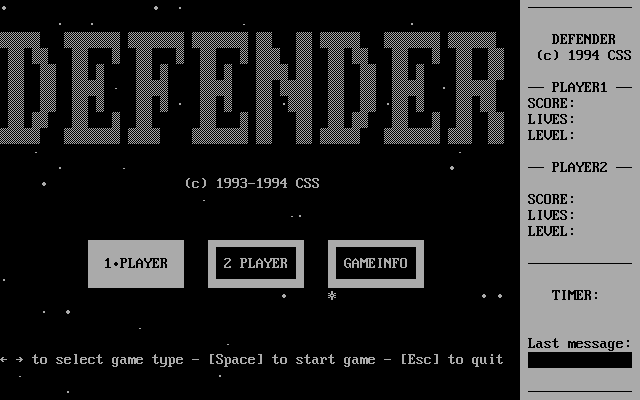 DEFENDER
(c) 1993-1994 CSS
1•PLAYER
2 PLAYER
GAMEINFO
← → to select game type - [Space] to start game - [Esc] to quit
DEFENDER
(c) 1994 CSS
PLAYER1
SCORE:
LIVES:
LEVEL:
PLAYER2
SCORE:
LIVES:
LEVEL:
TIMER:
Last message: